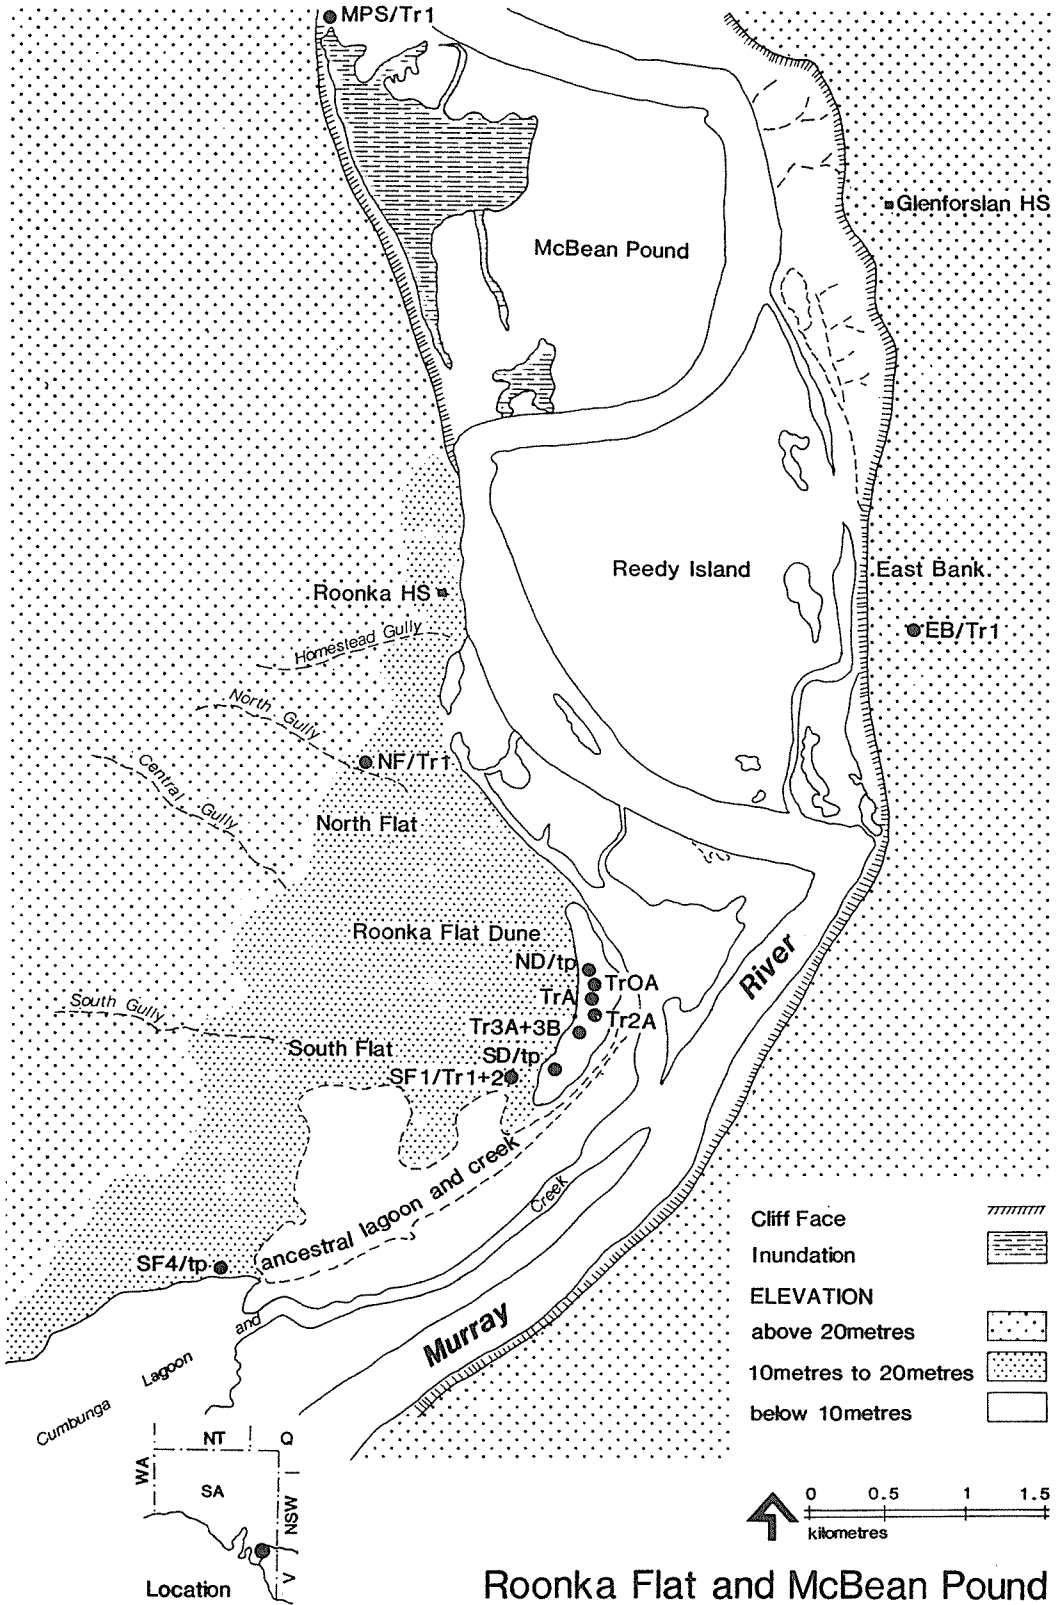 MPS/Tr1
Glenforslan HS
McBean Pound
Reedy Island
East Bank
Roonka HS
EB/Tr1
Homestead Gully
North Gully
NF/Tr1
Central Gully
North Flat
Roonka Flat Dune
ND/tp
TrOA
TrA
Tr2A
Tr3A+3B
River
South Gully
South Flat
SD/tp
SF1/Tr1+2
ancestral lagoon and creek
Creek
SF4/tp
and
Murray
Lagoon
Cumbunga
Cliff Face
Inundation
ELEVATION
above 20metres
10metres to 20metres
below 10metres
NT
Q
WA
SA
NSW
V
Location
0 0.5 1 1.5
kilometres
Roonka Flat and McBean Pound